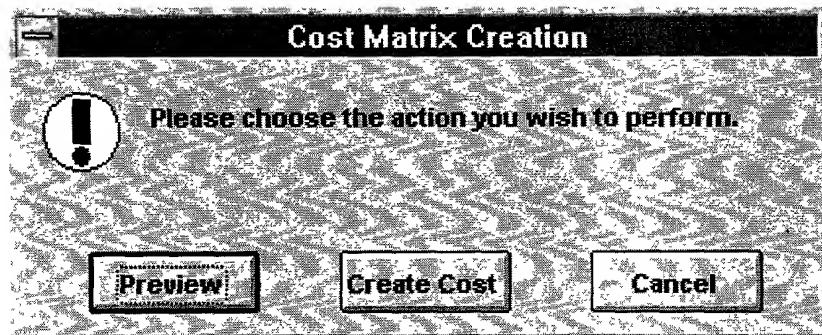 Cost Matrix Creation
Please choose the action you wish to perform.
Preview Create Cost Cancel